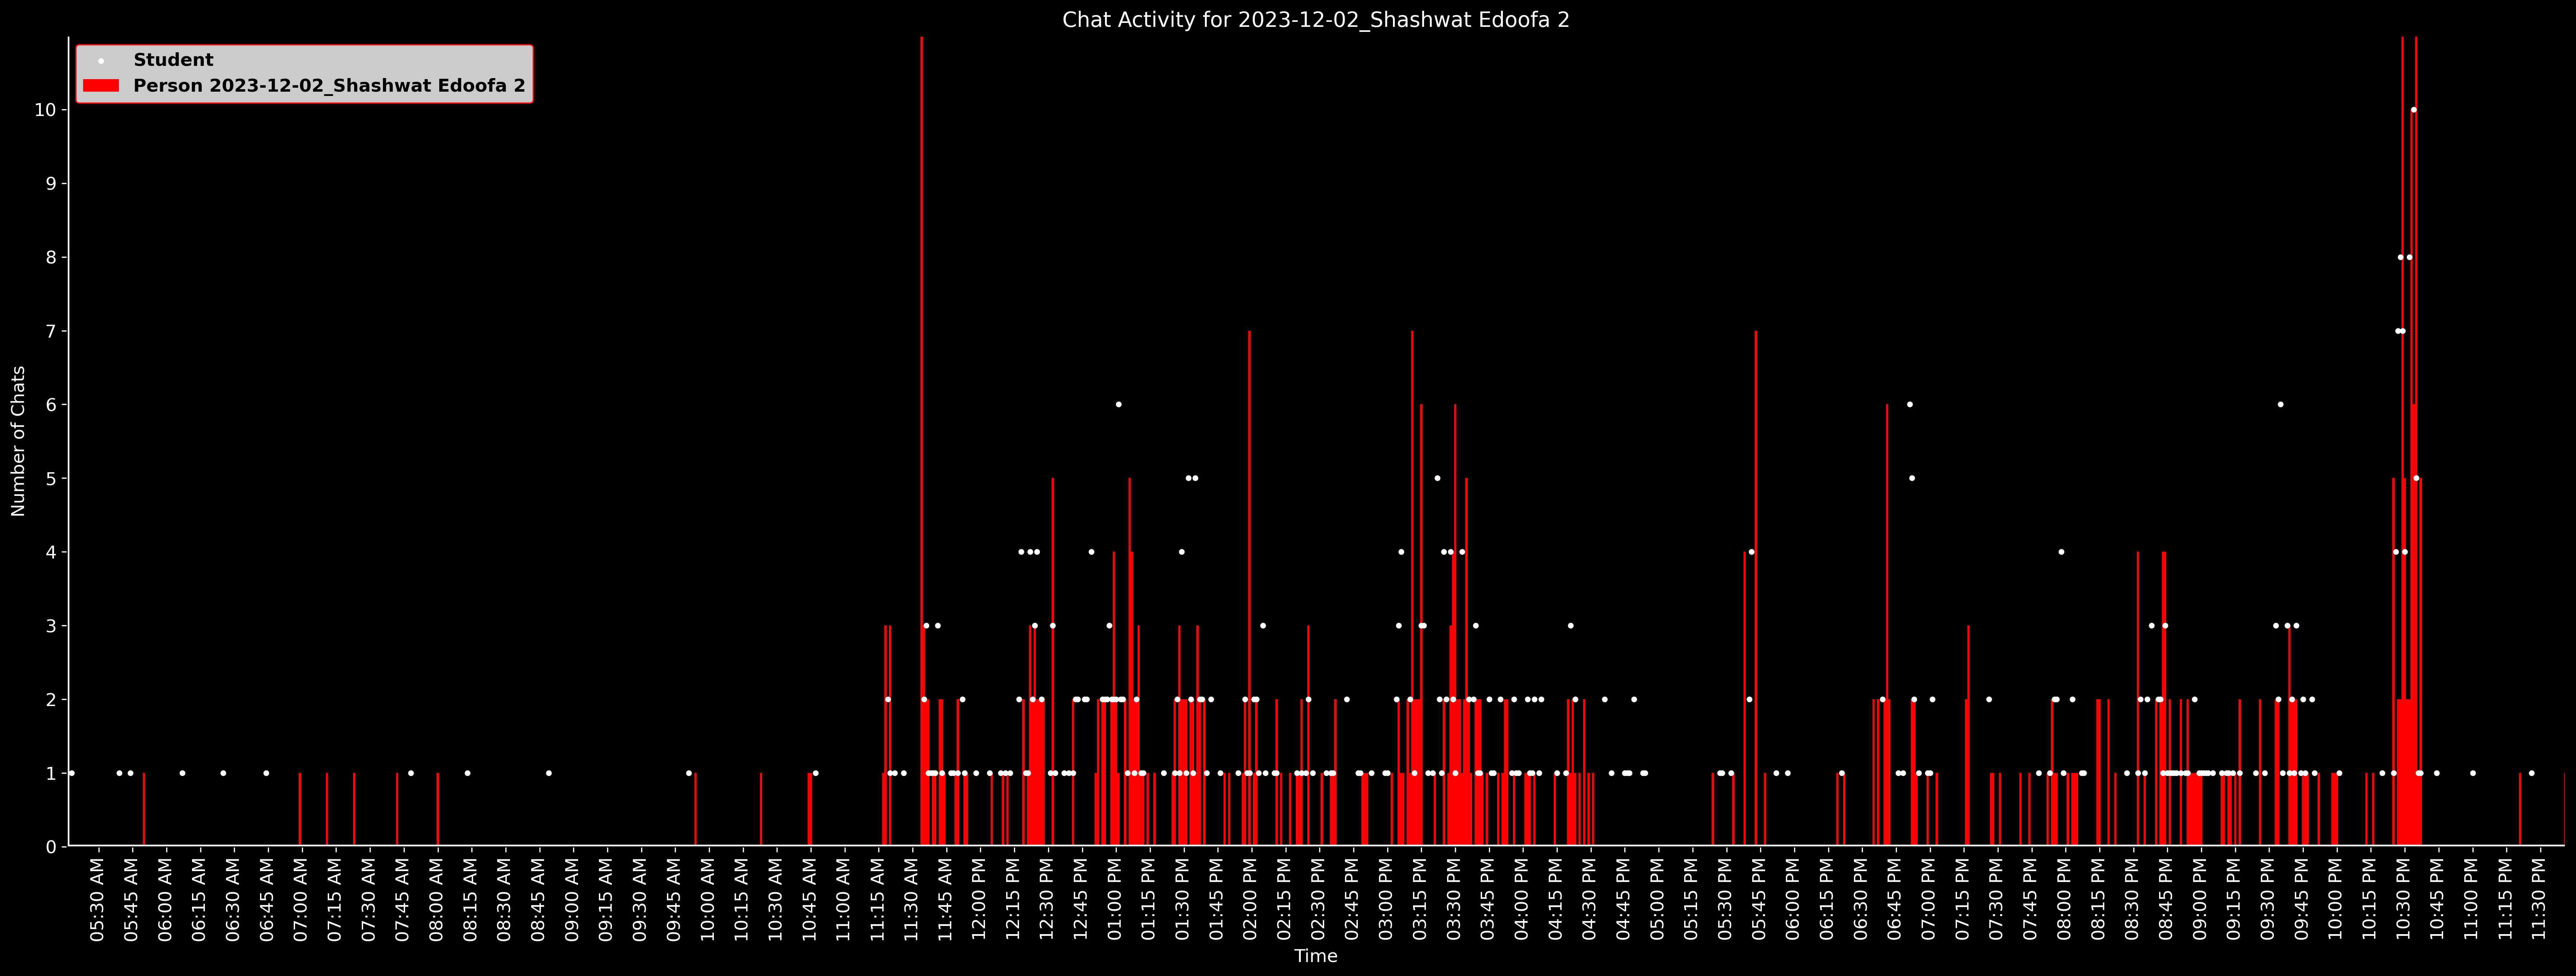 Chat Activity for 2023-12-02_Shashwat Edoofa 2
Student
Person 2023-12-02_Shashwat Edoofa 2
Number of Chats
10
9
8
7
6
5
4
3
2
1
0
05:30 AM
05:45 AM
06:00 AM
06:15 AM
06:30 AM
06:45 AM
07:00 AM
07:15 AM
07:30 AM
07:45 AM
08:00 AM
08:15 AM
08:30 AM
08:45 AM
09:00 AM
09:15 AM
09:30 AM
09:45 AM
10:00 AM
10:15 AM
10:30 AM
10:45 AM
11:00 AM
11:15 AM
11:30 AM
11:45 AM
12:00 PM
12:15 PM
12:30 PM
12:45 PM
01:00 PM
01:15 PM
01:30 PM
01:45 PM
02:00 PM
02:15 PM
02:30 PM
02:45 PM
03:00 PM
03:15 PM
03:30 PM
03:45 PM
04:00 PM
04:15 PM
04:30 PM
04:45 PM
05:00 PM
05:15 PM
05:30 PM
05:45 PM
06:00 PM
06:15 PM
06:30 PM
06:45 PM
07:00 PM
07:15 PM
07:30 PM
07:45 PM
08:00 PM
08:15 PM
08:30 PM
08:45 PM
09:00 PM
09:15 PM
09:30 PM
09:45 PM
10:00 PM
10:15 PM
10:30 PM
10:45 PM
11:00 PM
11:15 PM
11:30 PM
Time